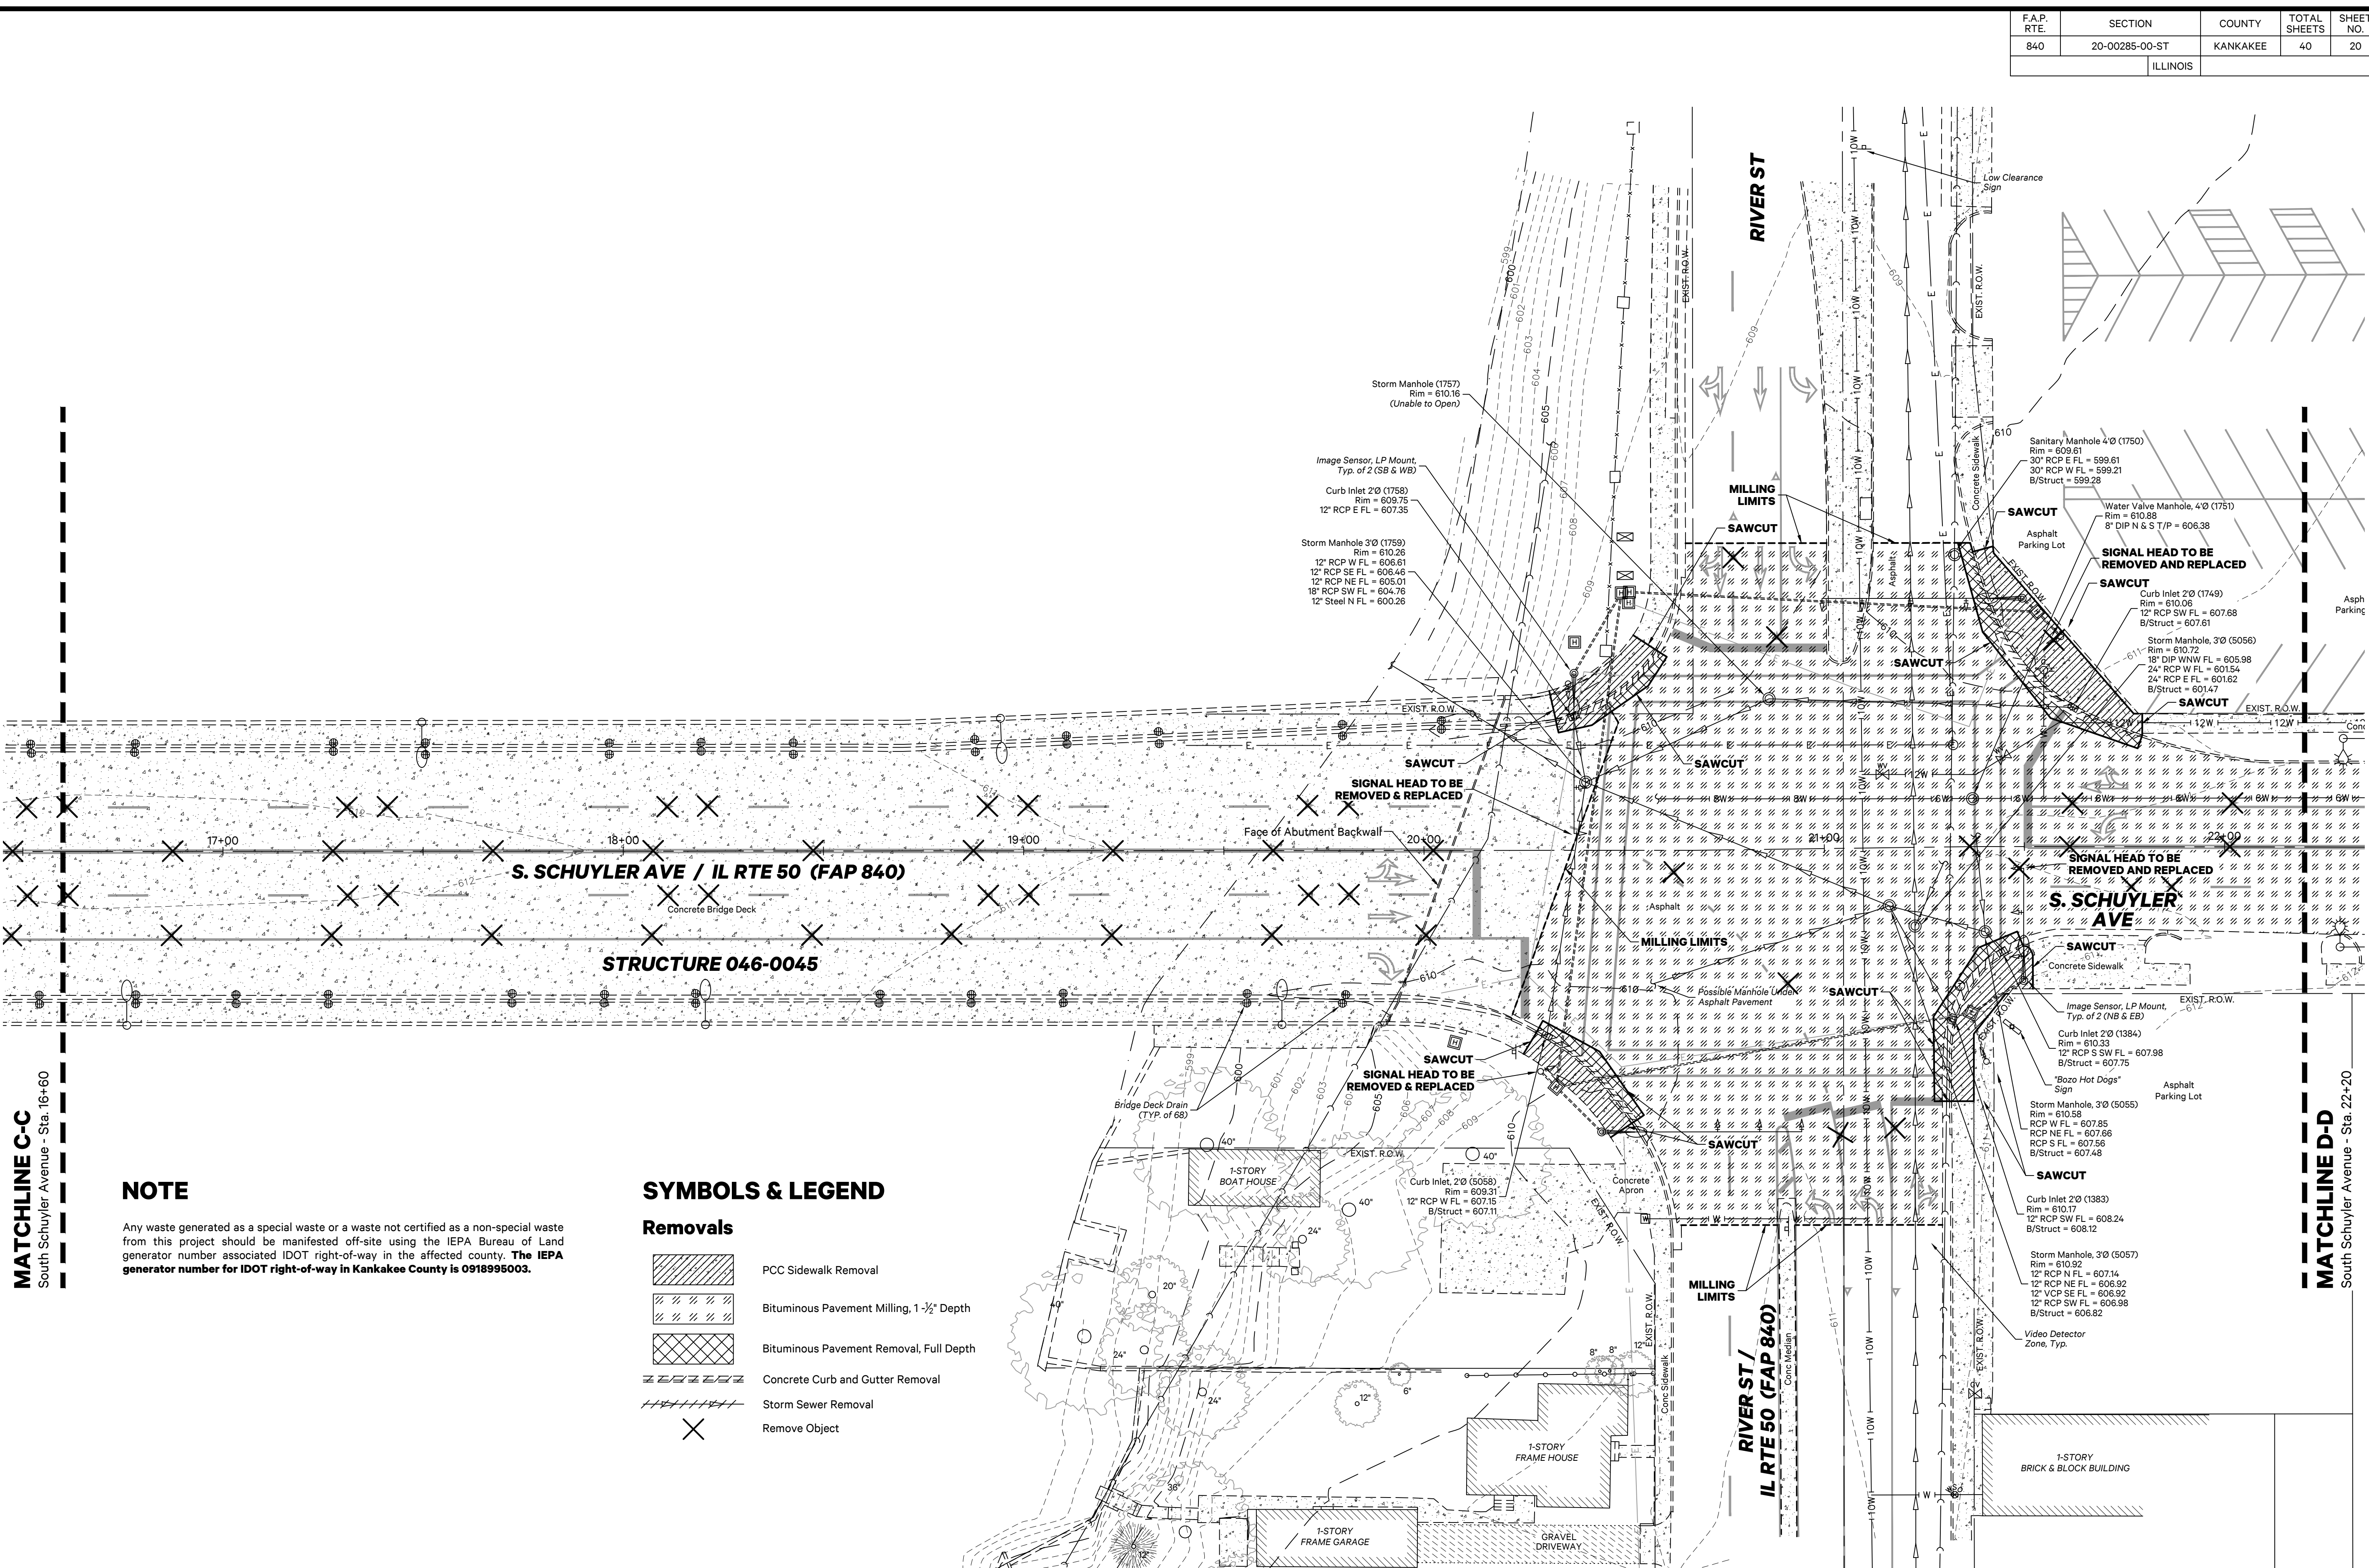 F.A.P. RTE.
SECTION
COUNTY
TOTAL SHEETS
SHEET NO.
840
20-00285-00-ST
KANKAKEE
40
20
ILLINOIS
RIVER ST
Low Clearance
Sign
EXIST. R.O.W.
EXIST. R.O.W.
Storm Manhole (1757)
Rim = 610.16
(Unable to Open)
Image Sensor, LP Mount,
Typ. of 2 (SB & WB)
Curb Inlet 2'Ø (1758)
Rim = 609.75
12" RCP E FL = 607.35
Storm Manhole 3'Ø (1759)
Rim = 610.26
12" RCP W FL = 606.61
12" RCP SE FL = 606.46
12" RCP NE FL = 605.01
18" RCP SW FL = 604.76
12" Steel N FL = 600.26
MILLING
LIMITS
SAWCUT
Concrete Sidewalk
Asphalt
Sanitary Manhole 4'Ø (1750)
Rim = 609.61
30" RCP E FL = 599.61
30" RCP W FL = 599.21
B/Struct = 599.28
SAWCUT
Asphalt
Parking Lot
Water Valve Manhole, 4'Ø (1751)
Rim = 610.88
8" DIP N & S T/P = 606.38
SIGNAL HEAD TO BE
REMOVED AND REPLACED
EXIST. R.O.W.
SAWCUT
Curb Inlet 2'Ø (1749)
Rim = 610.06
12" RCP SW FL = 607.68
B/Struct = 607.61
Asph
Parking
Storm Manhole, 3'Ø (5056)
Rim = 610.72
18" DIP WNW FL = 605.98
24" RCP W FL = 601.54
24" RCP E FL = 601.62
B/Struct = 601.47
SAWCUT
SAWCUT
EXIST. R.O.W.
EXIST. R.O.W.
Conc
SAWCUT
SAWCUT
SIGNAL HEAD TO BE
REMOVED & REPLACED
Face of Abutment Backwall
17+00
18+00
19+00
20+00
21+00
22+00
S. SCHUYLER AVE / IL RTE 50 (FAP 840)
Concrete Bridge Deck
STRUCTURE 046-0045
Asphalt
MILLING LIMITS
SIGNAL HEAD TO BE
REMOVED AND REPLACED
S. SCHUYLER
AVE
SAWCUT
Concrete Sidewalk
Possible Manhole Under
Asphalt Pavement
SAWCUT
EXIST. R.O.W.
EXIST. R.O.W.
Image Sensor, LP Mount,
Typ. of 2 (NB & EB)
Curb Inlet 2'Ø (1384)
Rim = 610.33
12" RCP S SW FL = 607.98
B/Struct = 607.75
"Bozo Hot Dogs"
Sign
Asphalt
Parking Lot
Storm Manhole, 3'Ø (5055)
Rim = 610.58
RCP W FL = 607.85
RCP NE FL = 607.66
RCP S FL = 607.56
B/Struct = 607.48
SAWCUT
Curb Inlet 2'Ø (1383)
Rim = 610.17
12" RCP SW FL = 608.24
B/Struct = 608.12
Storm Manhole, 3'Ø (5057)
Rim = 610.92
12" RCP N FL = 607.14
12" RCP NE FL = 606.92
12" VCP SE FL = 606.92
12" RCP SW FL = 606.98
B/Struct = 606.82
Video Detector
Zone, Typ.
SAWCUT
SIGNAL HEAD TO BE
REMOVED & REPLACED
Bridge Deck Drain
(TYP. of 68)
SAWCUT
EXIST. R.O.W.
1-STORY
BOAT HOUSE
Curb Inlet, 2'Ø (5058)
Rim = 609.31
12" RCP W FL = 607.15
B/Struct = 607.11
Concrete
Apron
EXIST. R.O.W.
EXIST. R.O.W.
EXIST. R.O.W.
MILLING
LIMITS
RIVER ST /
IL RTE 50 (FAP 840)
Conc Median
Conc Sidewalk
1-STORY
FRAME HOUSE
1-STORY
FRAME GARAGE
GRAVEL
DRIVEWAY
1-STORY
BRICK & BLOCK BUILDING
MATCHLINE C-C
South Schuyler Avenue - Sta. 16+60
MATCHLINE D-D
South Schuyler Avenue - Sta. 22+20
NOTE
Any waste generated as a special waste or a waste not certified as a non-special waste
from this project should be manifested off-site using the IEPA Bureau of Land
generator number associated IDOT right-of-way in the affected county. The IEPA
generator number for IDOT right-of-way in Kankakee County is 0918995003.
SYMBOLS & LEGEND
Removals
PCC Sidewalk Removal
Bituminous Pavement Milling, 1 -½" Depth
Bituminous Pavement Removal, Full Depth
Concrete Curb and Gutter Removal
Storm Sewer Removal
Remove Object